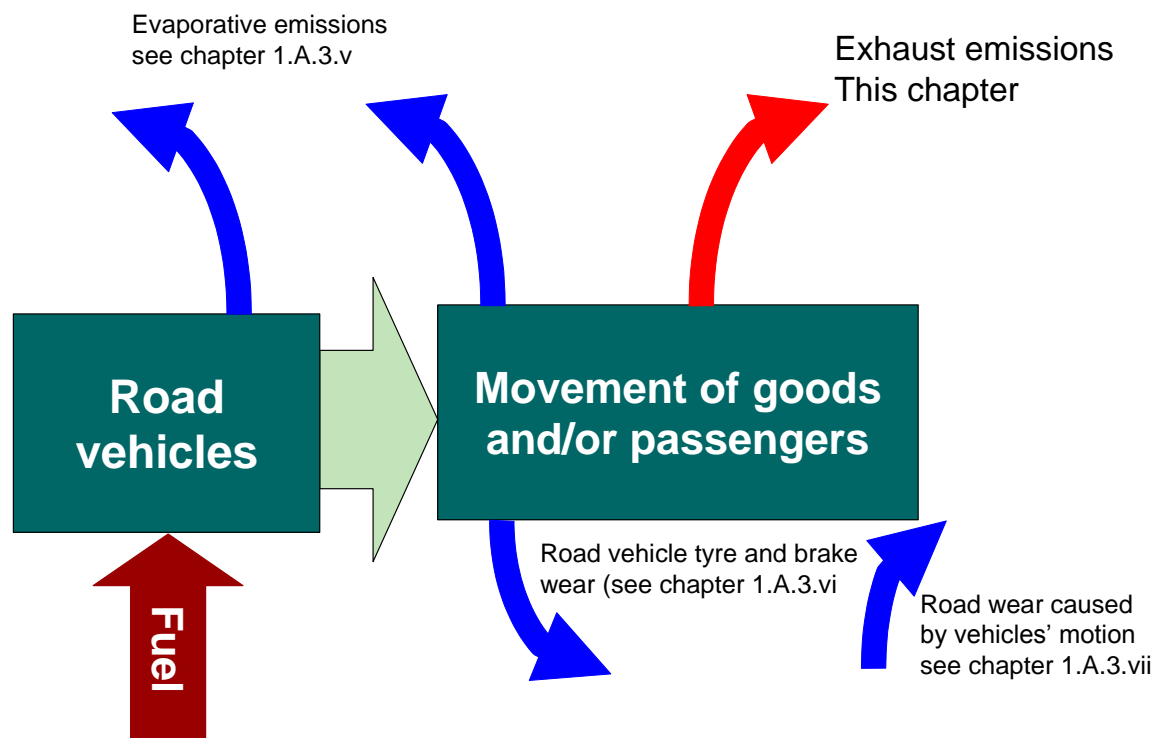 Evaporative emissions
see chapter 1.A.3.v
Exhaust emissions
This chapter
Road
vehicles
Movement of goods
and/or passengers
Road vehicle tyre and brake
wear (see chapter 1.A.3.vi
Road wear caused
by vehicles’ motion
see chapter 1.A.3.vii
Fuel